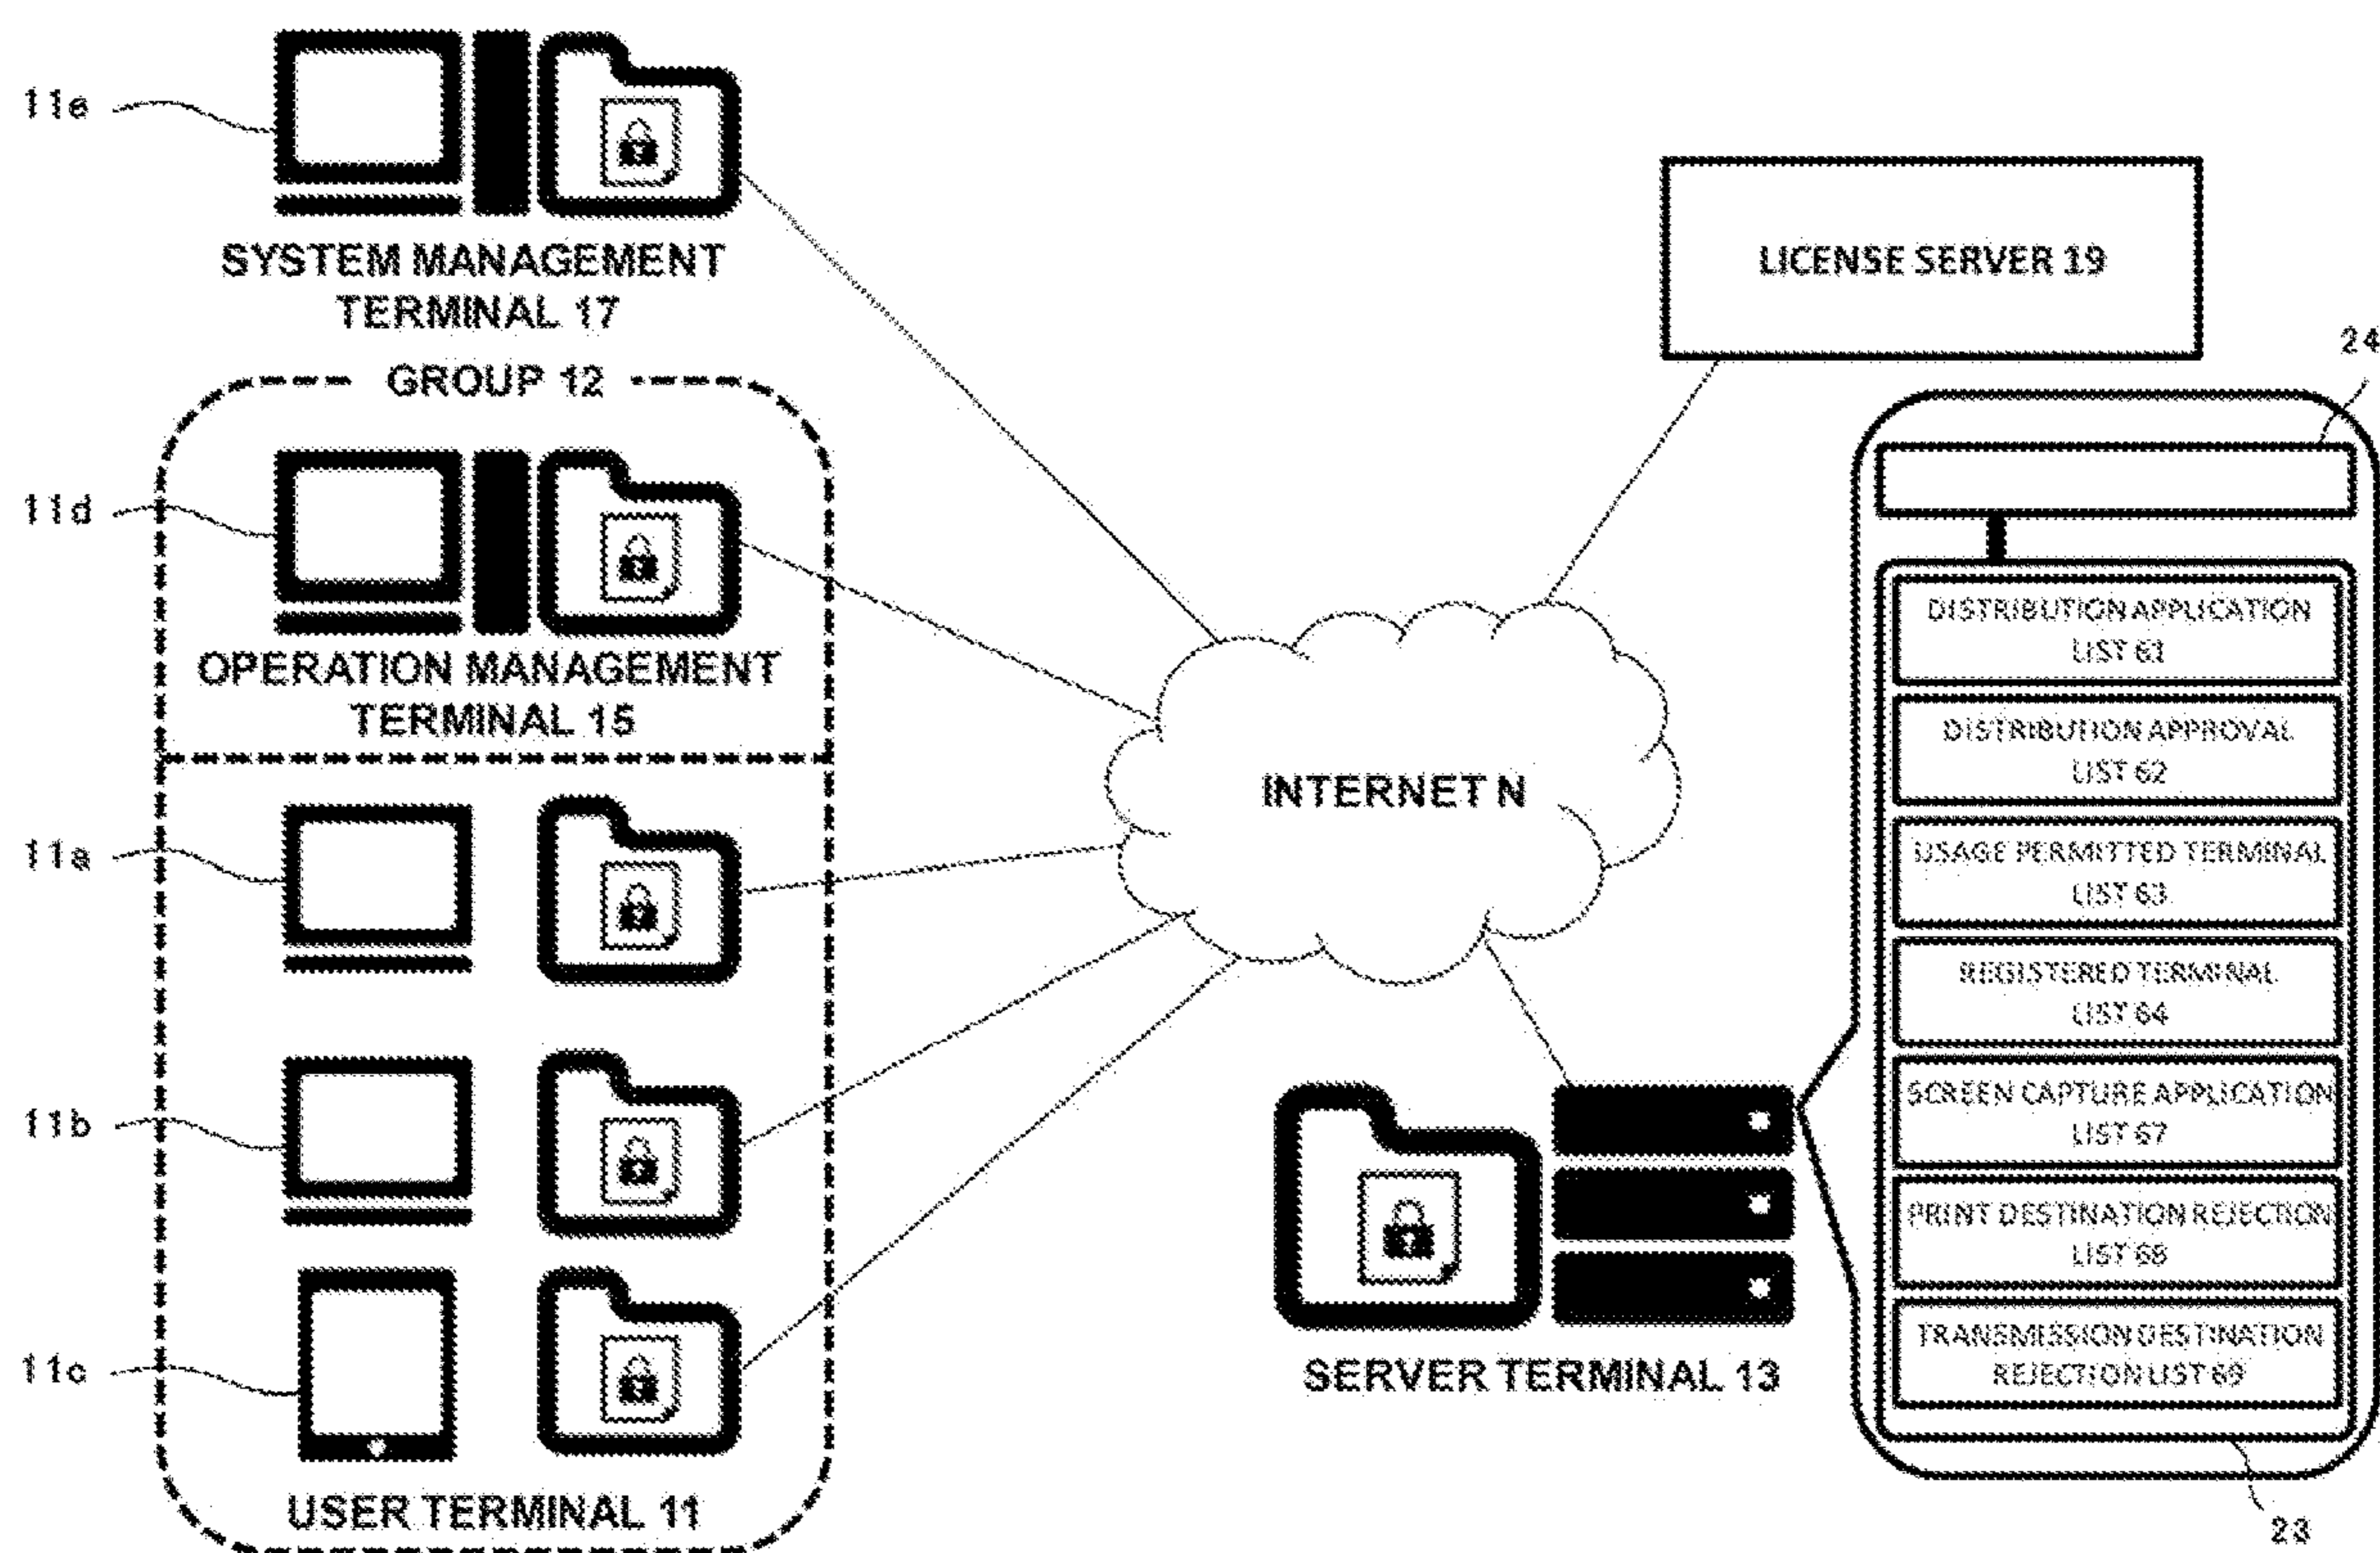 11e
SYSTEM MANAGEMENT
TERMINAL 17
GROUP 12
11d
OPERATION MANAGEMENT
TERMINAL 15
11a
11b
11c
USER TERMINAL 11
INTERNET N
LICENSE SERVER 19
24
DISTRIBUTION APPLICATION
LIST 61
DISTRIBUTION APPROVAL
LIST 62
USAGE PERMITTED TERMINAL
LIST 63
REGISTERED TERMINAL
LIST 64
SCREEN CAPTURE APPLICATION
LIST 67
PRINT DESTINATION REJECTION
LIST 68
TRANSMISSION DESTINATION
REJECTION LIST 69
SERVER TERMINAL 13
23